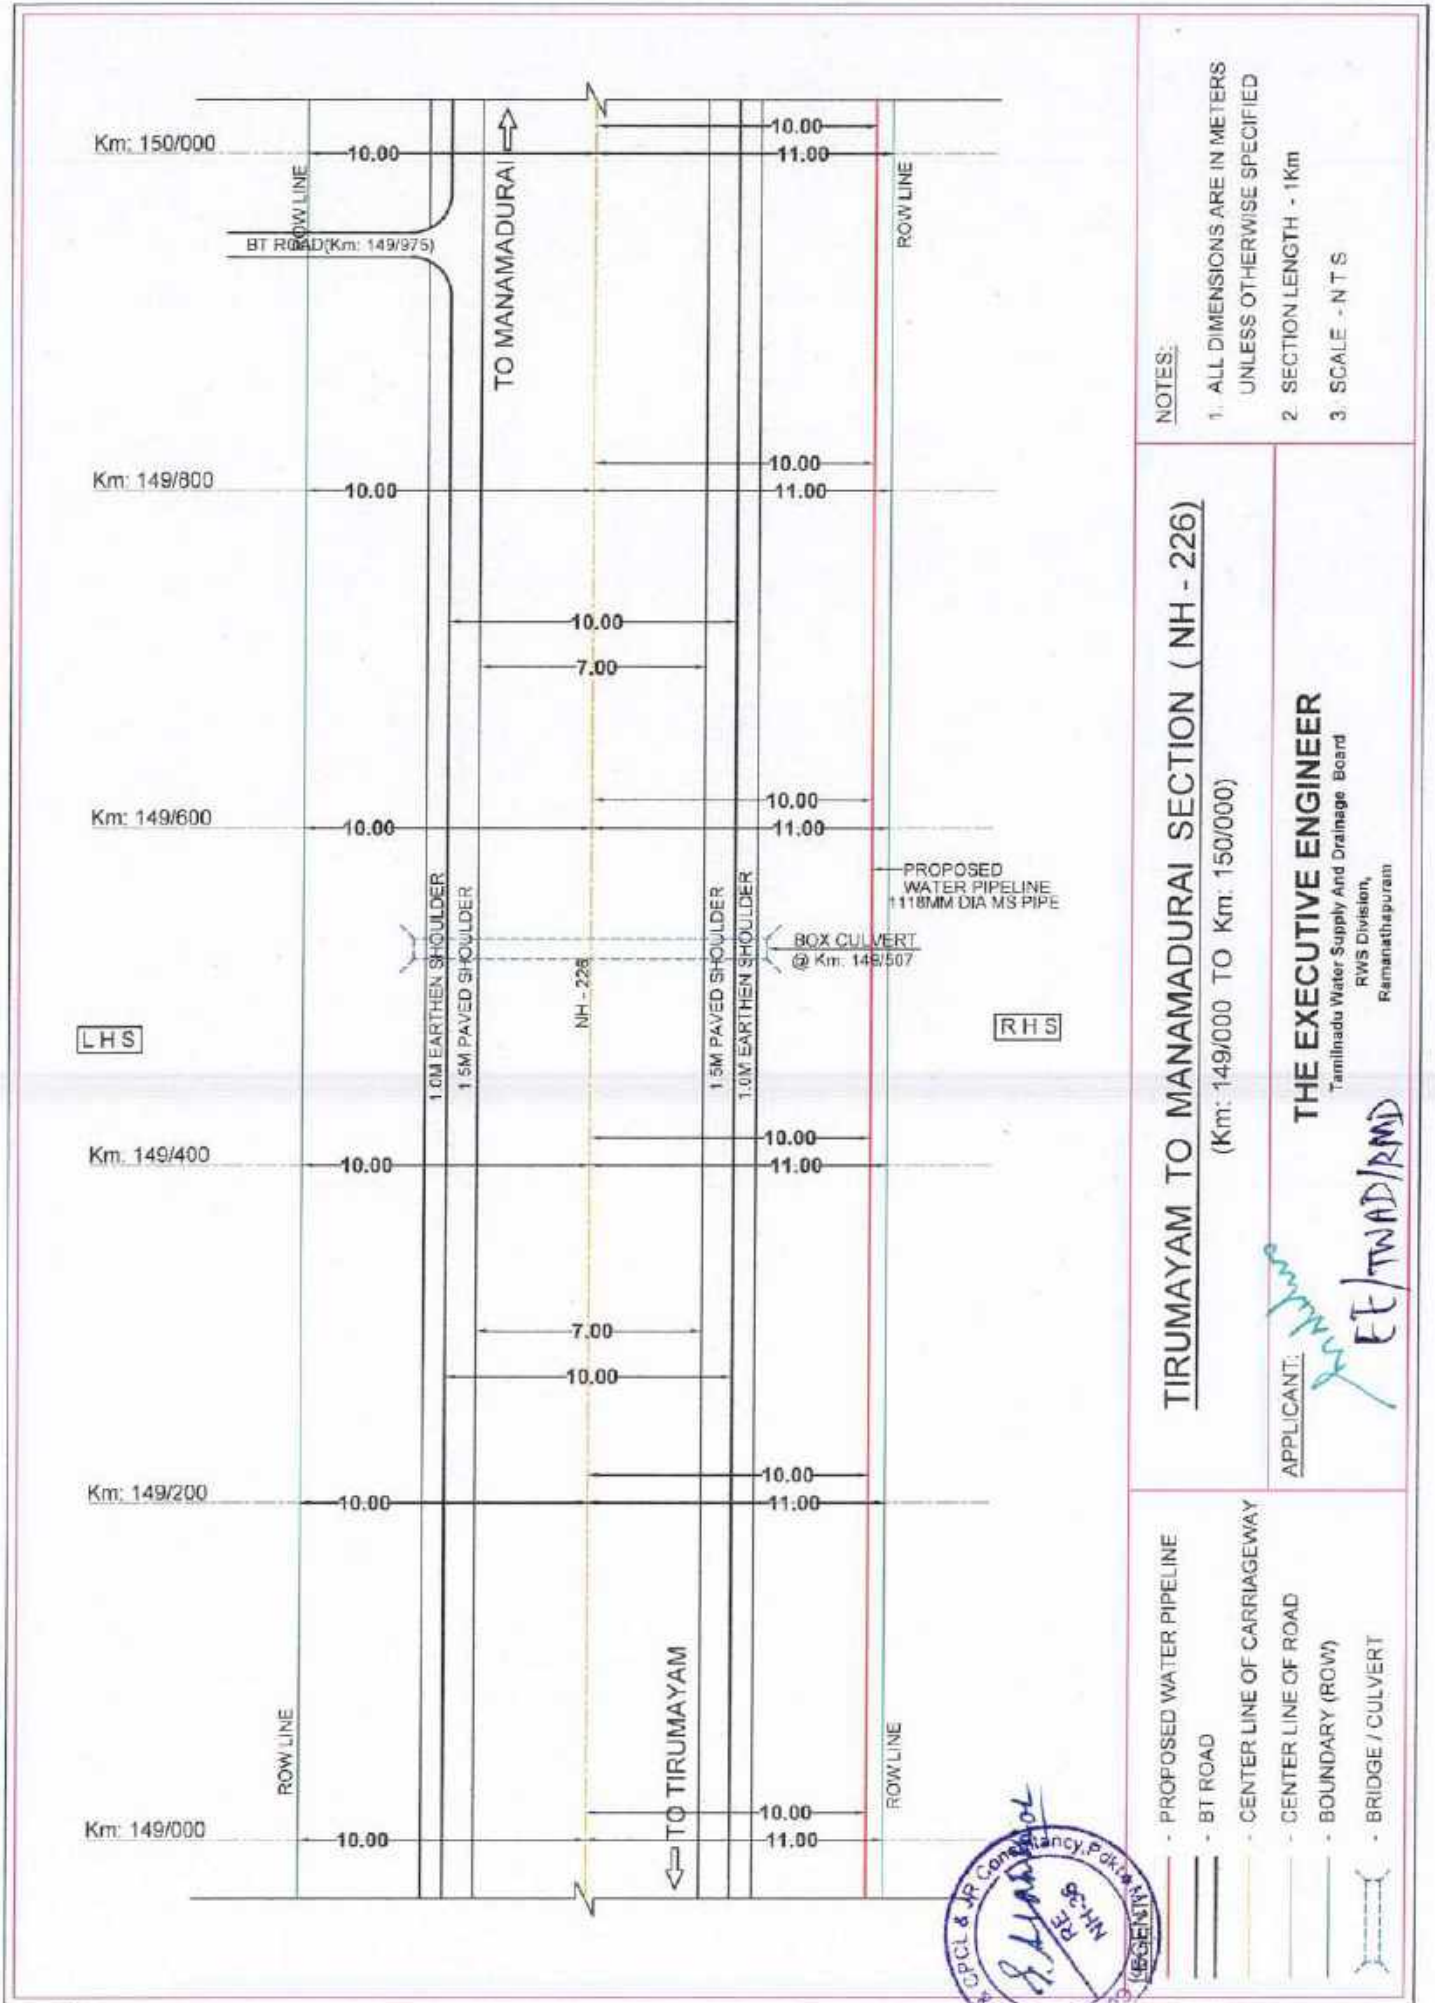 Km: 150/000
10.00
10.00
11.00
ROW LINE
BT ROAD(Km: 149/975)
TO MANAMADURAI
ROW LINE
Km: 149/800
10.00
10.00
11.00
10.00
7.00
Km: 149/600
10.00
10.00
11.00
PROPOSED
WATER PIPELINE
1118MM DIA MS PIPE
BOX CULVERT
@ Km: 149/507
1.0M EARTHEN SHOULDER
1.5M PAVED SHOULDER
NH - 226
1.5M PAVED SHOULDER
1.0M EARTHEN SHOULDER
LHS
RHS
Km: 149/400
10.00
10.00
11.00
7.00
10.00
Km: 149/200
10.00
10.00
11.00
ROW LINE
TO TIRUMAYAM
ROW LINE
Km: 149/000
10.00
10.00
11.00
NOTES:
1. ALL DIMENSIONS ARE IN METERS
UNLESS OTHERWISE SPECIFIED
2. SECTION LENGTH - 1Km
3. SCALE - N T S
TIRUMAYAM TO MANAMADURAI SECTION ( NH - 226)
(Km: 149/000 TO Km: 150/000)
APPLICANT:
THE EXECUTIVE ENGINEER
Tamilnadu Water Supply And Drainage Board
RWS Division,
Ramanathapuram
EE/TWAD/RMD
LEGEND
- PROPOSED WATER PIPELINE
- BT ROAD
- CENTER LINE OF CARRIAGEWAY
- CENTER LINE OF ROAD
- BOUNDARY (ROW)
- BRIDGE / CULVERT
CPCL & JR Consultancy, Pdkt
RE
NH-36